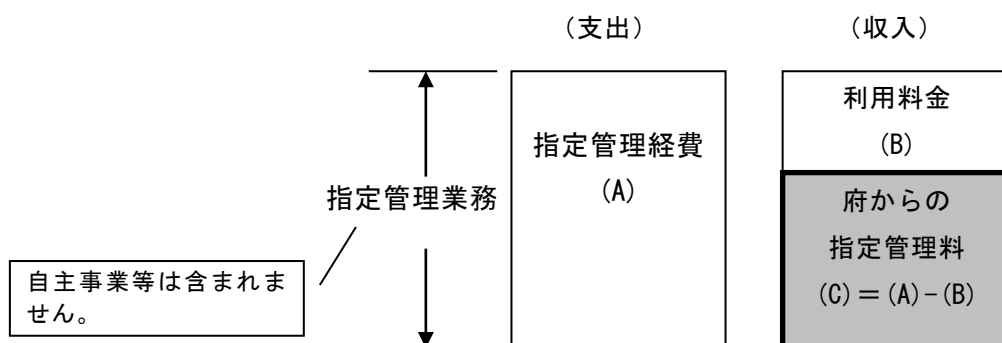 （支出）
（収入）
利用料金
(B)
指定管理経費
(A)
指定管理業務
府からの
指定管理料
(C)＝(A)-(B)
自主事業等は含まれま
せん。